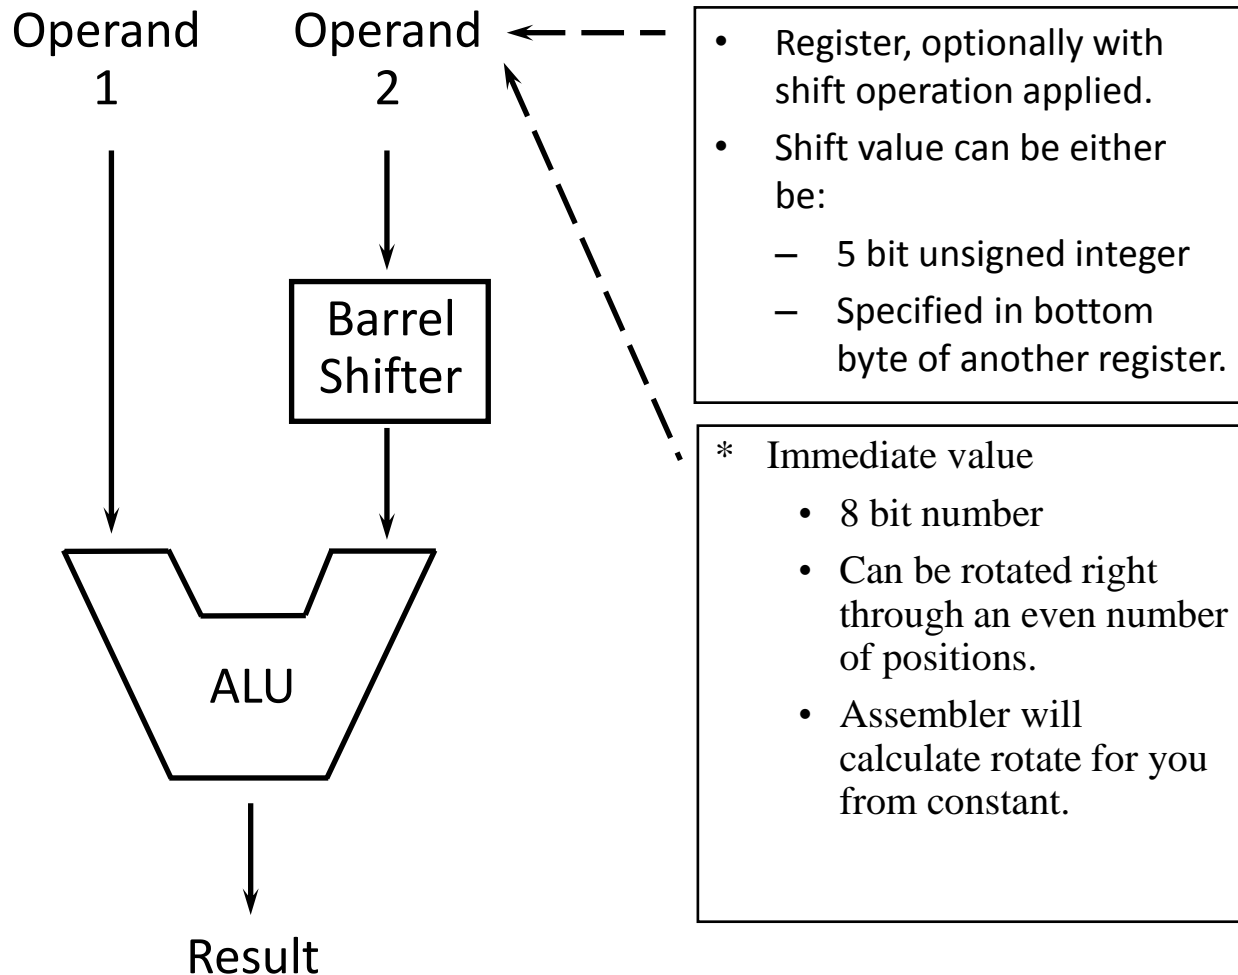 Operand
1
Operand
2
Barrel
Shifter
ALU
Result
• Register, optionally with
shift operation applied.
• Shift value can be either
be:
– 5 bit unsigned integer
– Specified in bottom
byte of another register.
* Immediate value
• 8 bit number
• Can be rotated right
through an even number
of positions.
• Assembler will
calculate rotate for you
from constant.